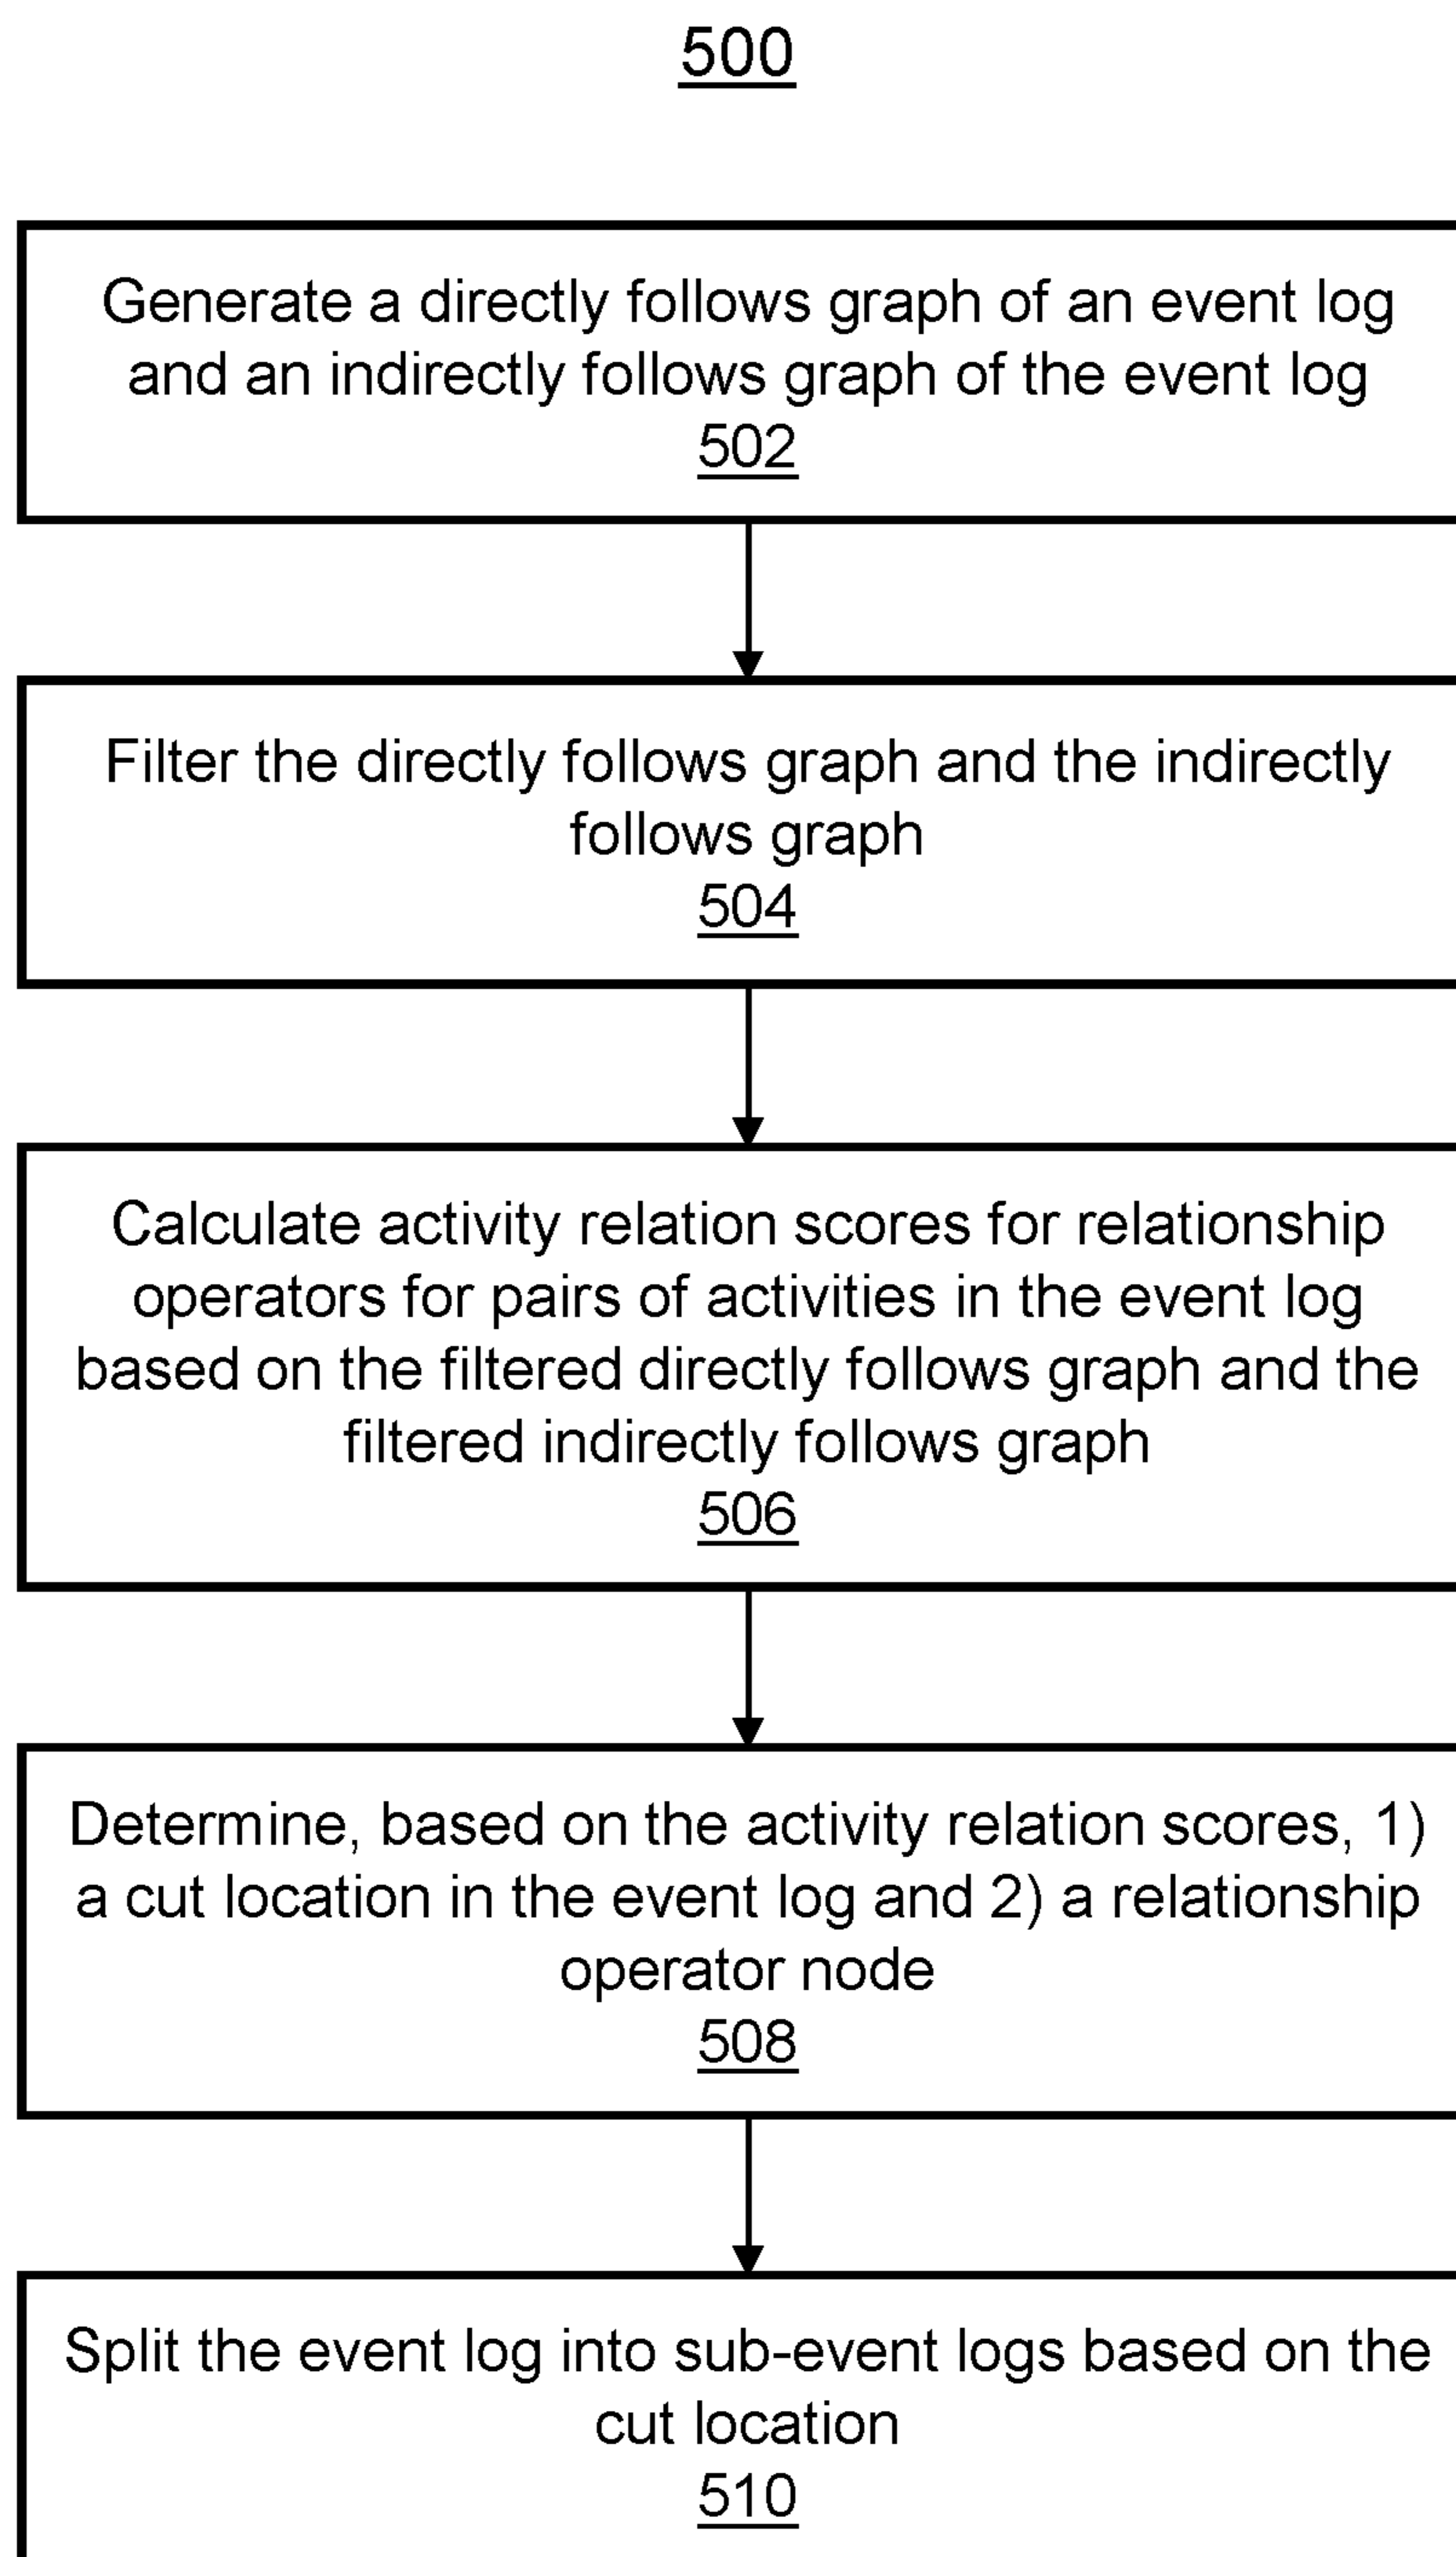 500
Generate a directly follows graph of an event log
and an indirectly follows graph of the event log
502
Filter the directly follows graph and the indirectly
follows graph
504
Calculate activity relation scores for relationship
operators for pairs of activities in the event log
based on the filtered directly follows graph and the
filtered indirectly follows graph
506
Determine, based on the activity relation scores, 1)
a cut location in the event log and 2) a relationship
operator node
508
Split the event log into sub-event logs based on the
cut location
510